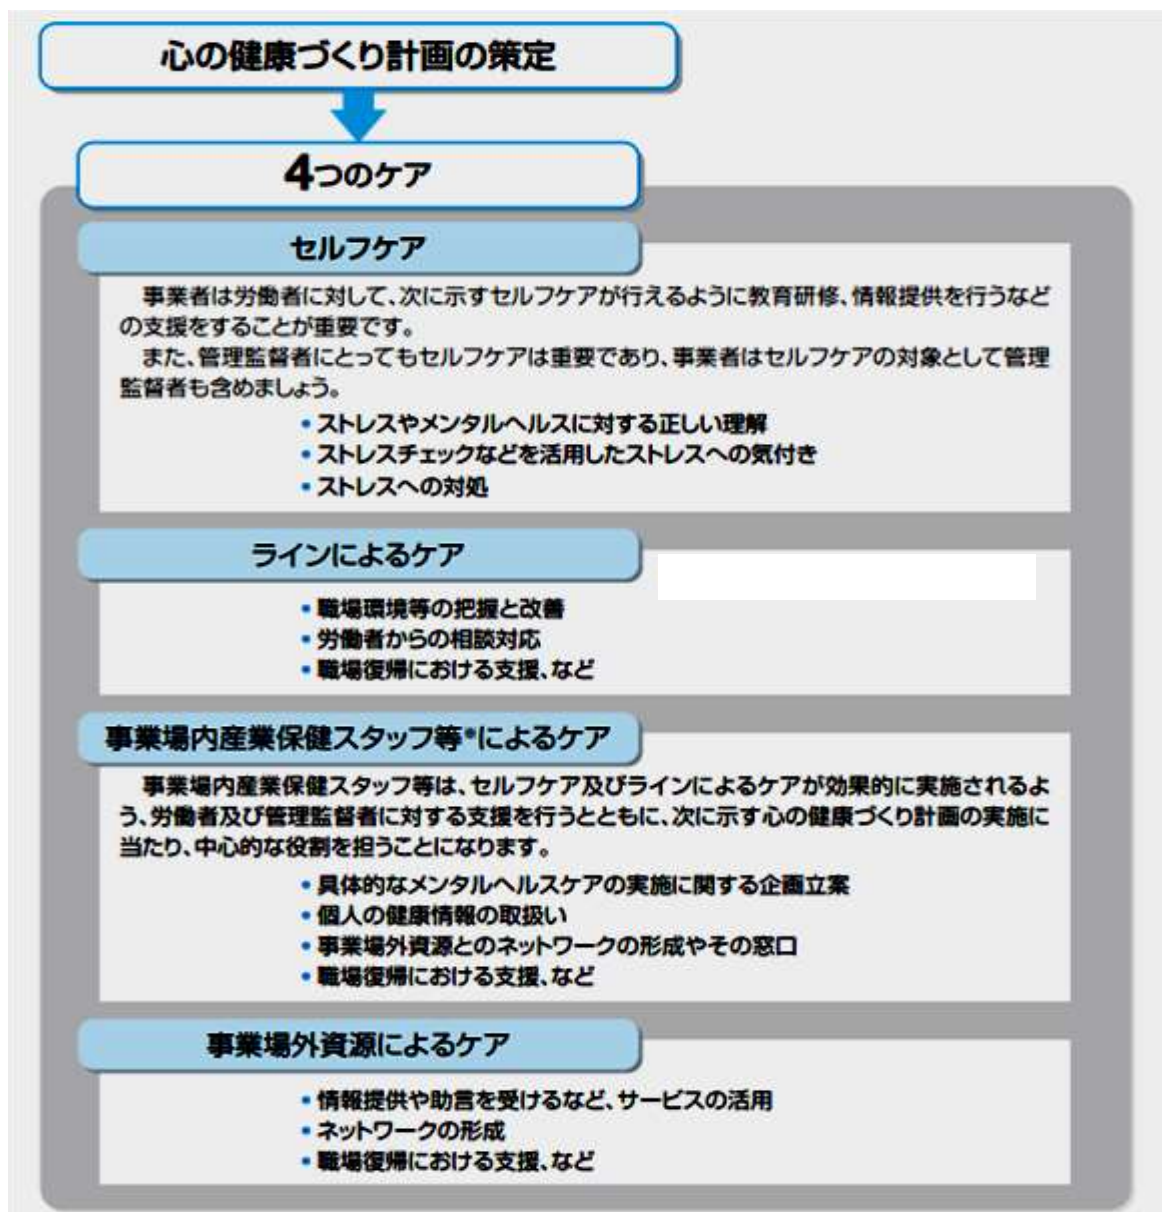 心の健康づくり計画の策定
4つのケア
セルフケア
事業者は労働者に対して、次に示すセルフケアが行えるように教育研修、情報提供を行うなど
の支援をすることが重要です。
また、管理監督者にとってもセルフケアは重要であり、事業者はセルフケアの対象として管理
監督者も含めましょう。
•ストレスやメンタルヘルスに対する正しい理解
•ストレスチェックなどを活用したストレスへの気付き
•ストレスへの対処
ラインによるケア
•職場環境等の把握と改善
•労働者からの相談対応
•職場復帰における支援、など
事業場内産業保健スタッフ等*によるケア
事業場内産業保健スタッフ等は、セルフケア及びラインによるケアが効果的に実施されるよ
う、労働者及び管理監督者に対する支援を行うとともに、次に示す心の健康づくり計画の実施に
当たり、中心的な役割を担うことになります。
•具体的なメンタルヘルスケアの実施に関する企画立案
•個人の健康情報の取扱い
•事業場外資源とのネットワークの形成やその窓口
•職場復帰における支援、など
事業場外資源によるケア
•情報提供や助言を受けるなど、サービスの活用
•ネットワークの形成
•職場復帰における支援、など